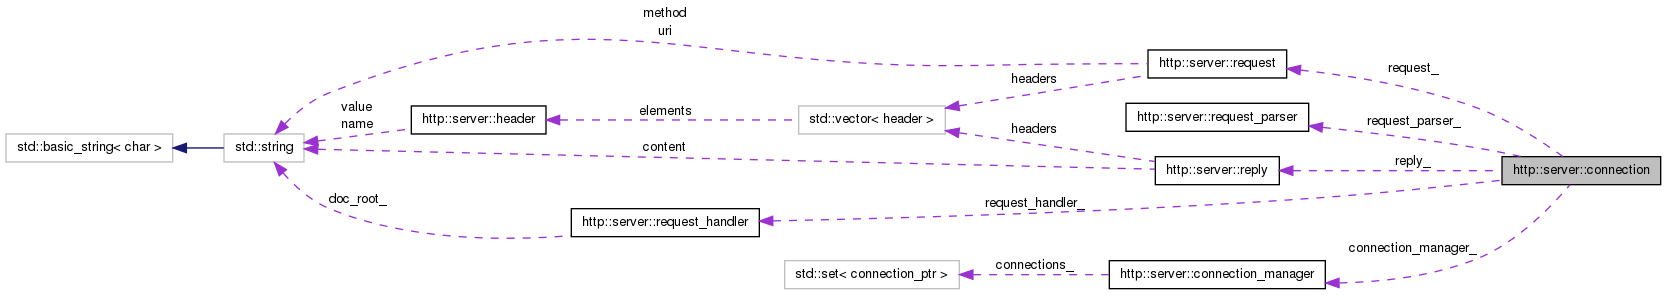 method
uri
http::server::request
request_
headers
value
name
http::server::header
elements
std::vector< header >
http::server::request_parser
request_parser_
headers
std::basic_string< char >
std::string
content
http::server::reply
reply_
http::server::connection
doc_root_
http::server::request_handler
request_handler_
connection_manager_
std::set< connection_ptr >
connections_
http::server::connection_manager